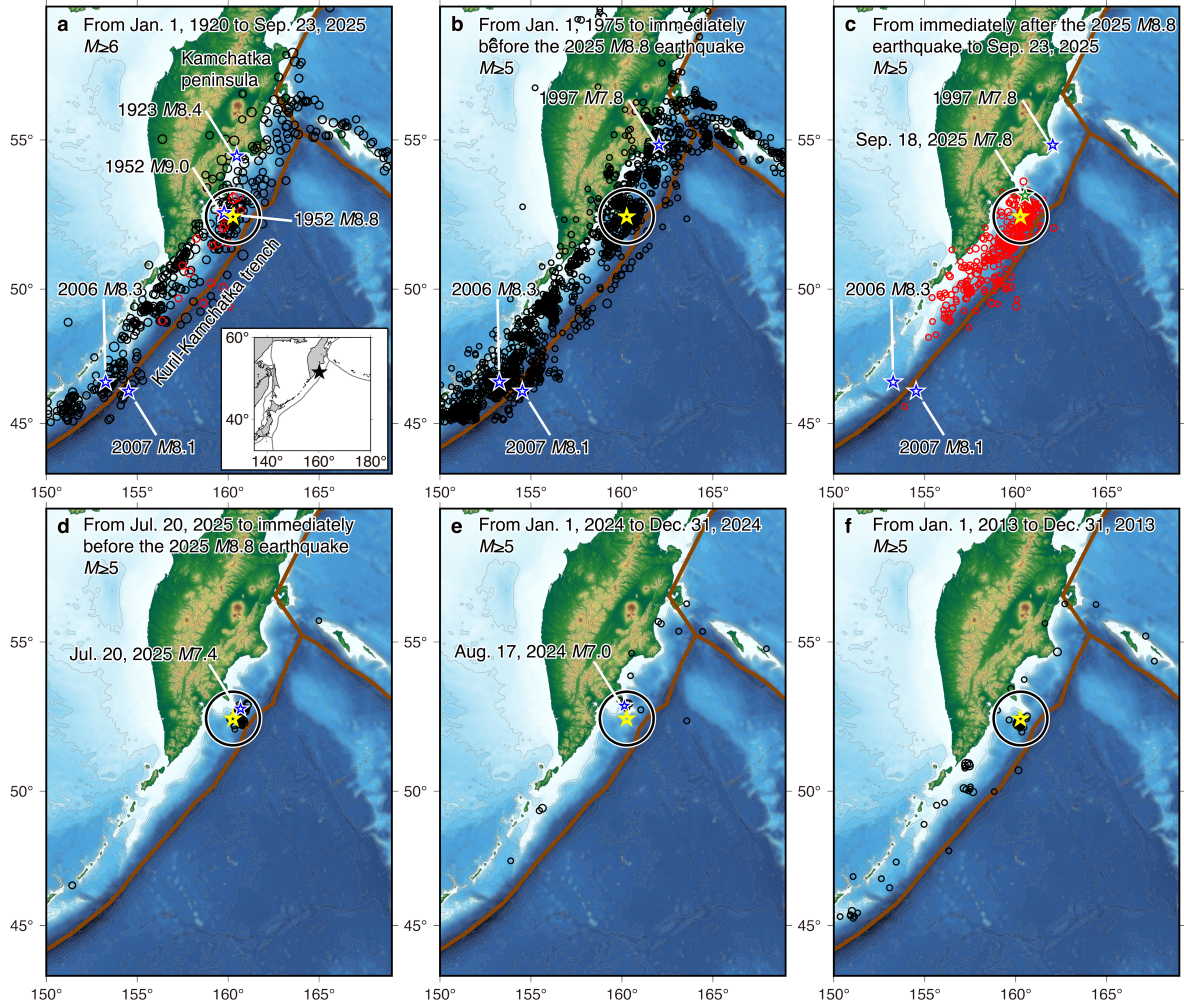 a From Jan. 1, 1920 to Sep. 23, 2025
M≥6
Kamchatka
peninsula
1923 M8.4
1952 M9.0
1952 M8.8
2006 M8.3
Kuril-Kamchatka trench
2007 M8.1
60°
40°
140° 160° 180°
55°
50°
45°
150° 155° 160° 165°
b From Jan. 1, 1975 to immediately
before the 2025 M8.8 earthquake
M≥5
1997 M7.8
2006 M8.3
2007 M8.1
55°
50°
45°
150° 155° 160° 165°
c From immediately after the 2025 M8.8
earthquake to Sep. 23, 2025
M≥5
1997 M7.8
Sep. 18, 2025 M7.8
2006 M8.3
2007 M8.1
55°
50°
45°
150° 155° 160° 165°
d From Jul. 20, 2025 to immediately
before the 2025 M8.8 earthquake
M≥5
Jul. 20, 2025 M7.4
55°
50°
45°
150° 155° 160° 165°
e From Jan. 1, 2024 to Dec. 31, 2024
M≥5
Aug. 17, 2024 M7.0
55°
50°
45°
150° 155° 160° 165°
f From Jan. 1, 2013 to Dec. 31, 2013
M≥5
55°
50°
45°
150° 155° 160° 165°